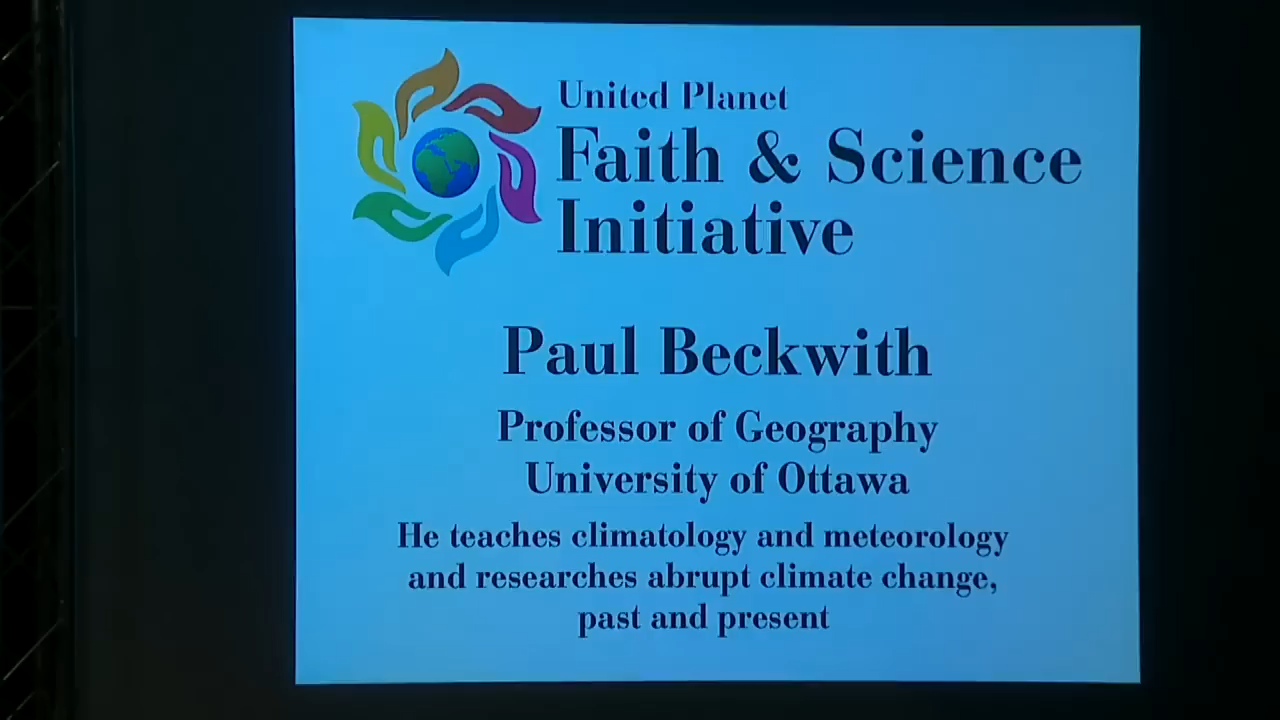 United Planet
Faith & Science
Initiative
Paul Beckwith
Professor of Geography
University of Ottawa
He teaches climatology and meteorology
and researches abrupt climate change,
past and present